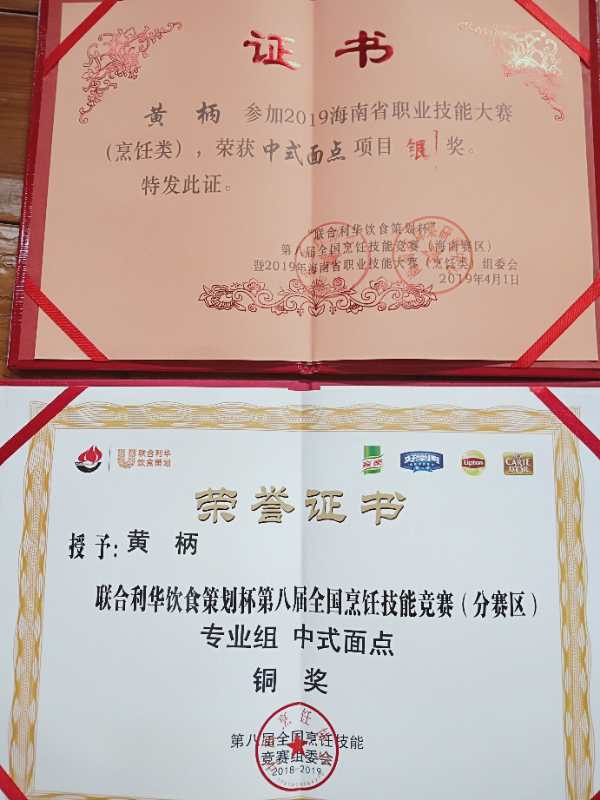 证书
黄柄 参加2019海南省职业技能大赛
(烹饪类)，荣获中式面点项目银奖。
特发此证。
"联合利华饮食策划杯"
第八届全国烹饪技能竞赛（海南赛区）
暨2019年海南省职业技能大赛（烹饪类）组委会
2019年4月1日
联合利华
饮食策划
家乐
Lipton
CARTE D'OR
荣誉证书
授予：黄柄
联合利华饮食策划杯第八届全国烹饪技能竞赛（分赛区）
专业组 中式面点
铜奖
第八届全国烹饪技能
竞赛组委会
2018-2019